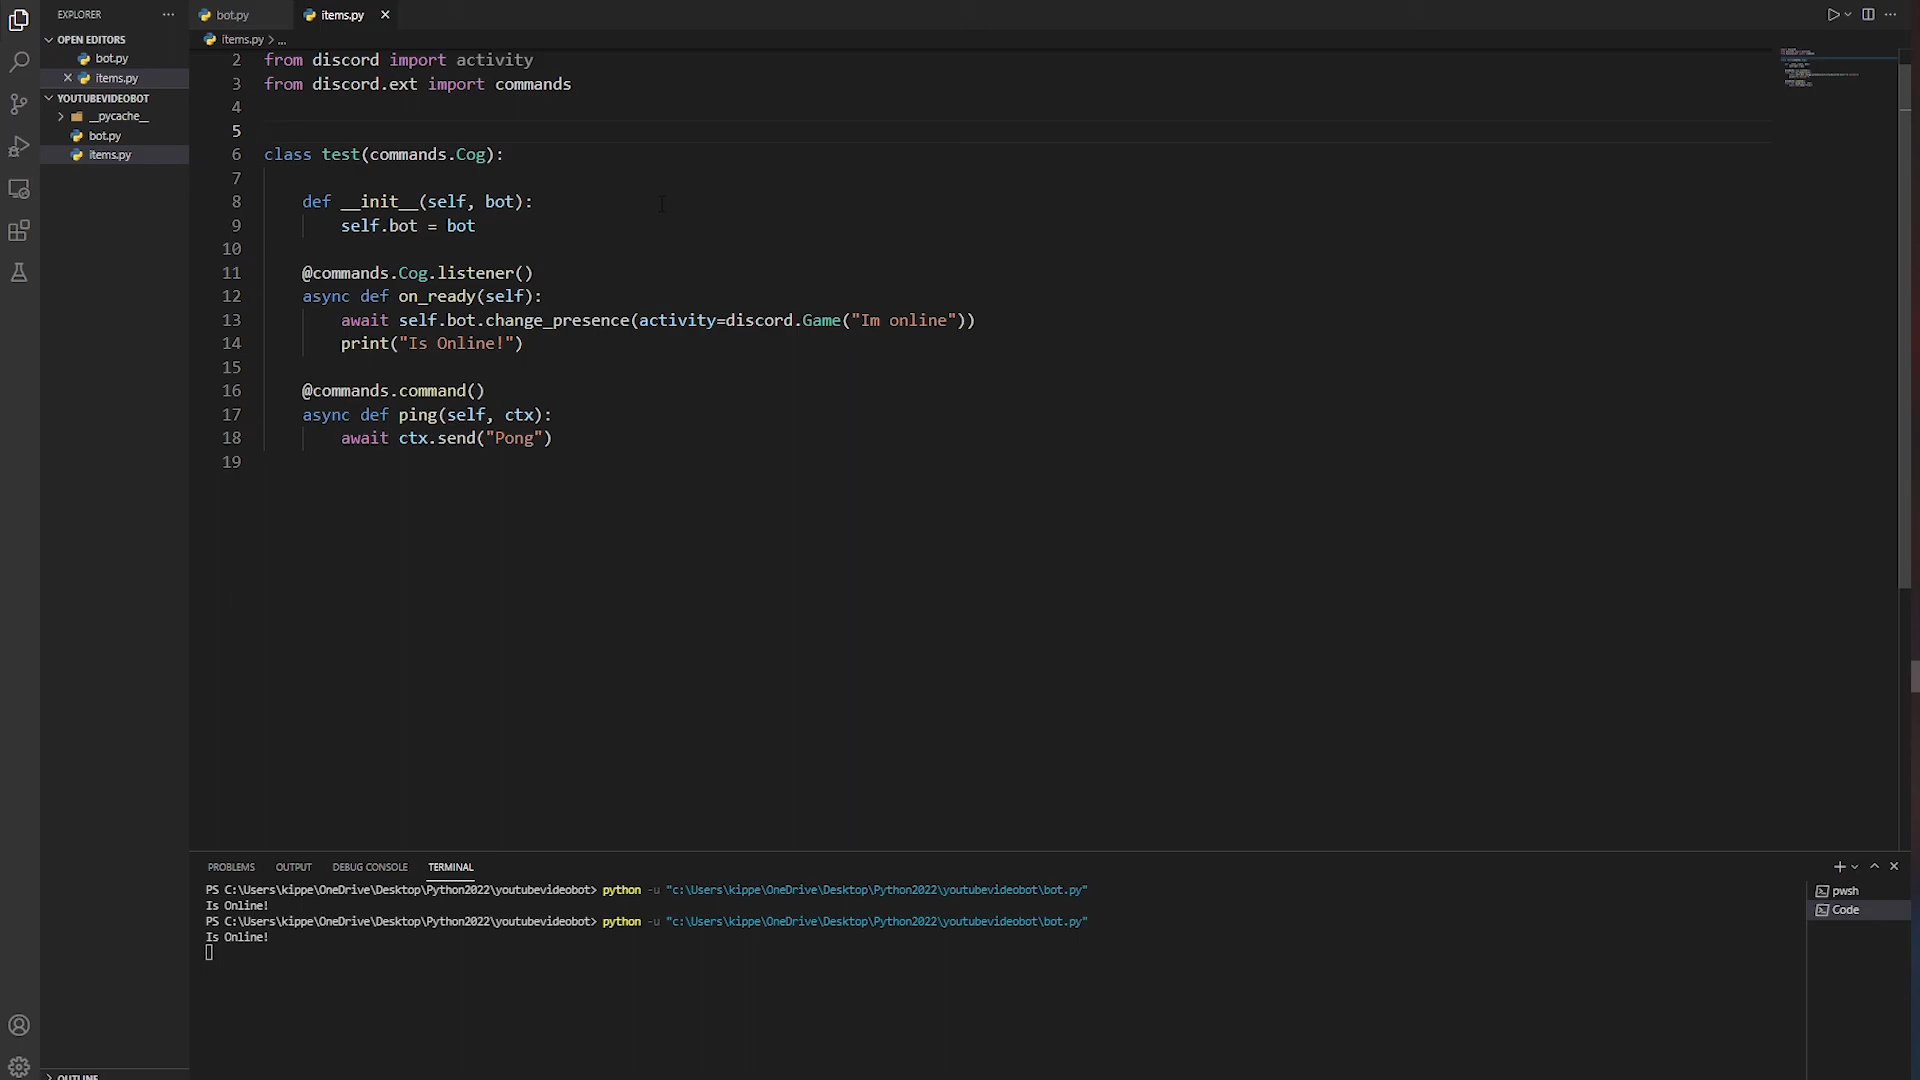 EXPLORER
bot.py
items.py
OPEN EDITORS
items.py > ...
bot.py
items.py
YOUTUBEVIDEOBOT
__pycache__
bot.py
items.py
2 from discord import activity
3 from discord.ext import commands
4
5
6 class test(commands.Cog):
7
8 def __init__(self, bot):
9 self.bot = bot
10
11 @commands.Cog.listener()
12 async def on_ready(self):
13 await self.bot.change_presence(activity=discord.Game("Im online"))
14 print("Is Online!")
15
16 @commands.command()
17 async def ping(self, ctx):
18 await ctx.send("Pong")
19
PROBLEMS OUTPUT DEBUG CONSOLE TERMINAL
PS C:\Users\kippe\OneDrive\Desktop\Python2022\youtubevideobot> python -u "c:\Users\kippe\OneDrive\Desktop\Python2022\youtubevideobot\bot.py"
Is Online!
PS C:\Users\kippe\OneDrive\Desktop\Python2022\youtubevideobot> python -u "c:\Users\kippe\OneDrive\Desktop\Python2022\youtubevideobot\bot.py"
Is Online!
pwsh
Code
OUTLINE